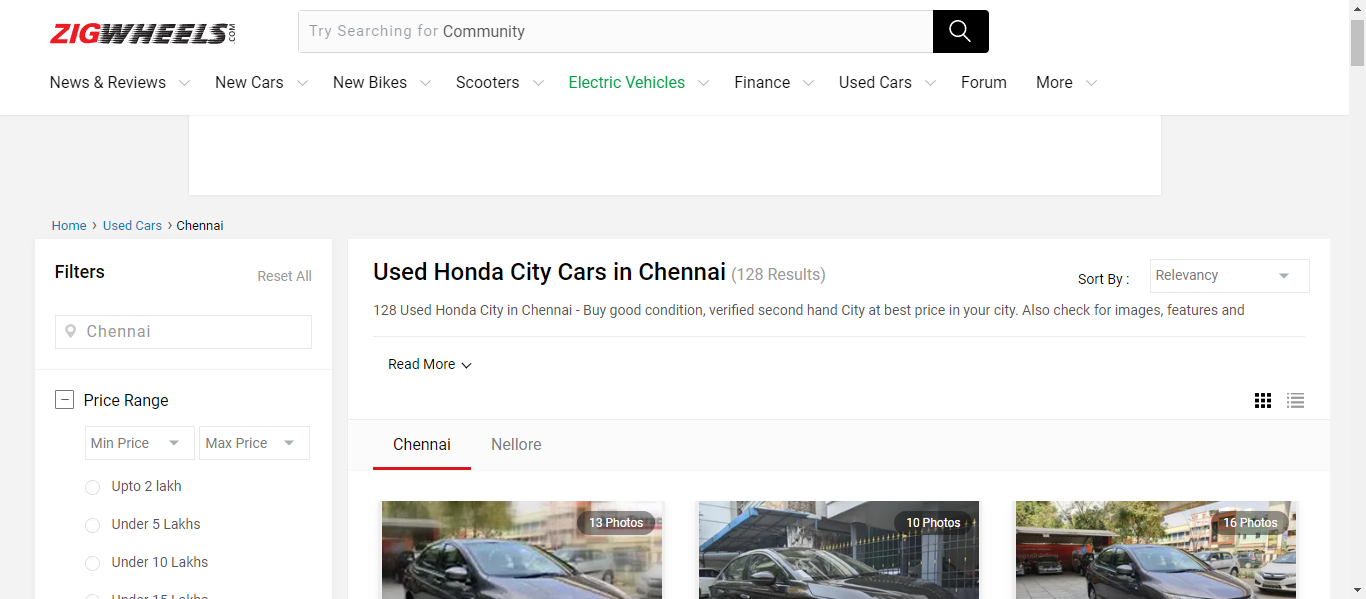 ZIGWHEELS.COM
Try Searching for Community
News & Reviews New Cars New Bikes Scooters Electric Vehicles Finance Used Cars Forum More
Home › Used Cars › Chennai
Filters
Reset All
Chennai
Price Range
Min Price Max Price
Upto 2 lakh
Under 5 Lakhs
Under 10 Lakhs
Under 15 Lakhs
Used Honda City Cars in Chennai (128 Results)
Sort By : Relevancy
128 Used Honda City in Chennai - Buy good condition, verified second hand City at best price in your city. Also check for images, features and
Read More
Chennai Nellore
13 Photos 10 Photos 16 Photos